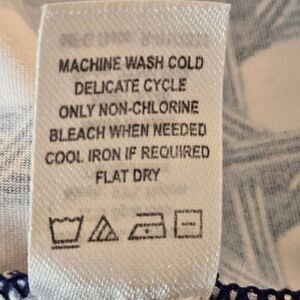 MACHINE WASH COLD
DELICATE CYCLE
ONLY NON-CHLORINE
BLEACH WHEN NEEDED
COOL IRON IF REQUIRED
FLAT DRY